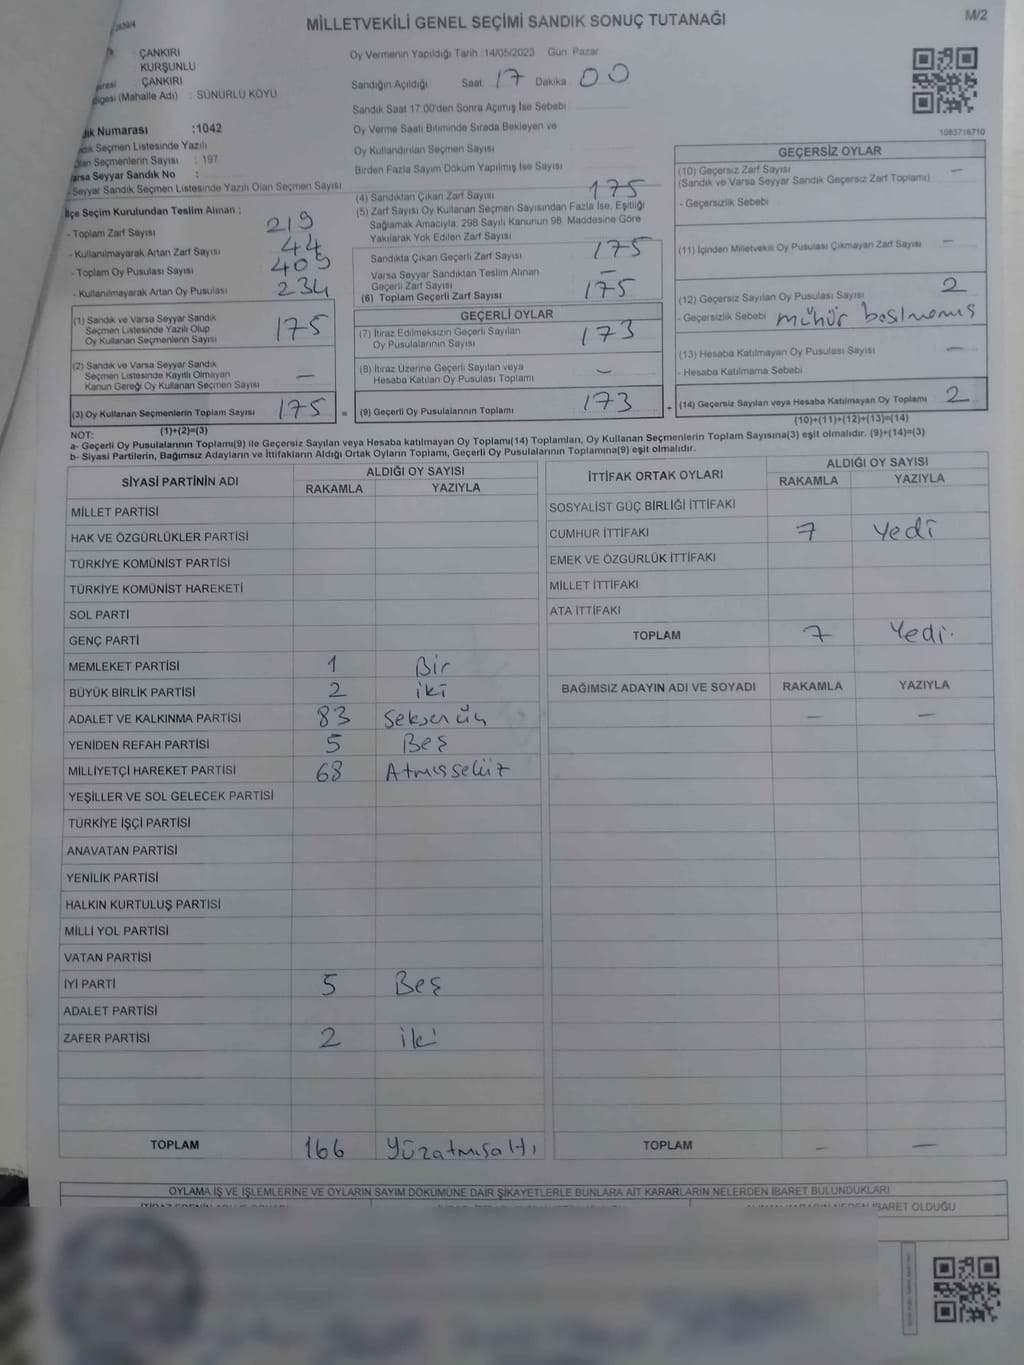 MİLLETVEKİLİ GENEL SEÇİMİ SANDIK SONUÇ TUTANAĞI
M/2
ÇANKIRI
KURŞUNLU
ÇANKIRI
(Mahalle Adı) : SÜNÜRLÜ KÖYÜ
Numarası :1042
Seçmen Listesinde Yazılı
Seçmenlerin Sayısı : 197
Varsa Seyyar Sandık No :
- Seyyar Sandık Seçmen Listesinde Yazılı Olan Seçmen Sayısı
Oy Vermenin Yapıldığı Tarih :14/05/2023 Gün: Pazar
Sandığın Açıldığı Saat 17 Dakika 00
Sandık Saat 17:00'den Sonra Açımış İse Sebebi
Oy Verme Saati Bitiminde Sırada Bekleyen ve
Oy Kullandırılan Seçmen Sayısı
Birden Fazla Sayım Döküm Yapılmış İse Sayısı
1083716710
İlçe Seçim Kurulundan Teslim Alınan ;
- Toplam Zarf Sayısı 219
- Kullanılmayarak Artan Zarf Sayısı 44
- Toplam Oy Pusulası Sayısı 409
- Kullanılmayarak Artan Oy Pusulası 234
(1) Sandık ve Varsa Seyyar Sandık
Seçmen Listesinde Yazılı Olup
Oy Kullanan Seçmenlerin Sayısı 175
(2) Sandık ve Varsa Seyyar Sandık
Seçmen Listesinde Kayıtlı Olmayan
Kanun Gereği Oy Kullanan Seçmen Sayısı —
(3) Oy Kullanan Seçmenlerin Toplam Sayısı 175 =
(1)+(2)=(3)
(4) Sandıktan Çıkan Zarf Sayısı 175
(5) Zarf Sayısı Oy Kullanan Seçmen Sayısından Fazla İse, Eşitliği
Sağlamak Amacıyla; 298 Sayılı Kanunun 98. Maddesine Göre
Yakılarak Yok Edilen Zarf Sayısı
Sandıkta Çıkan Geçerli Zarf Sayısı 175
Varsa Seyyar Sandıktan Teslim Alınan
Geçerli Zarf Sayısı —
(6) Toplam Geçerli Zarf Sayısı 175
GEÇERLİ OYLAR
(7) İtiraz Edilmeksizin Geçerli Sayılan
Oy Pusulalarının Sayısı 173
(8) İtiraz Üzerine Geçerli Sayılan veya
Hesaba Katılan Oy Pusulası Toplamı —
(9) Geçerli Oy Pusulalarının Toplamı 173 +
GEÇERSİZ OYLAR
(10) Geçersiz Zarf Sayısı —
(Sandık ve Varsa Seyyar Sandık Geçersiz Zarf Toplamı)
- Geçersizlik Sebebi
(11) İçinden Milletvekili Oy Pusulası Çıkmayan Zarf Sayısı —
(12) Geçersiz Sayılan Oy Pusulası Sayısı 2
- Geçersizlik Sebebi mühür basılmamış
(13) Hesaba Katılmayan Oy Pusulası Sayısı —
- Hesaba Katılmama Sebebi
(14) Geçersiz Sayılan veya Hesaba Katılmayan Oy Toplamı 2
(10)+(11)+(12)+(13)=(14)
NOT:
a- Geçerli Oy Pusulalarının Toplamı(9) ile Geçersiz Sayılan veya Hesaba katılmayan Oy Toplamı(14) Toplamları, Oy Kullanan Seçmenlerin Toplam Sayısına(3) eşit olmalıdır. (9)+(14)=(3)
b- Siyasi Partilerin, Bağımsız Adayların ve İttifakların Aldığı Oyların Toplamı, Geçerli Oy Pusulalarının Toplamına(9) eşit olmalıdır.
SİYASİ PARTİNİN ADI ALDIĞI OY SAYISI
RAKAMLA YAZIYLA
MİLLET PARTİSİ
HAK VE ÖZGÜRLÜKLER PARTİSİ
TÜRKİYE KOMÜNİST PARTİSİ
TÜRKİYE KOMÜNİST HAREKETİ
SOL PARTİ
GENÇ PARTİ
MEMLEKET PARTİSİ 1 Bir
BÜYÜK BİRLİK PARTİSİ 2 iki
ADALET VE KALKINMA PARTİSİ 83 Seksenüç
YENİDEN REFAH PARTİSİ 5 Beş
MİLLİYETÇİ HAREKET PARTİSİ 68 Atmışsekiz
YEŞİLLER VE SOL GELECEK PARTİSİ
TÜRKİYE İŞÇİ PARTİSİ
ANAVATAN PARTİSİ
YENİLİK PARTİSİ
HALKIN KURTULUŞ PARTİSİ
MİLLİ YOL PARTİSİ
VATAN PARTİSİ
İYİ PARTİ 5 Beş
ADALET PARTİSİ
ZAFER PARTİSİ 2 iki
TOPLAM 166 Yüzatmışaltı
İTTİFAK ORTAK OYLARI ALDIĞI OY SAYISI
RAKAMLA YAZIYLA
SOSYALİST GÜÇ BİRLİĞİ İTTİFAKI
CUMHUR İTTİFAKI 7 Yedi
EMEK VE ÖZGÜRLÜK İTTİFAKI
MİLLET İTTİFAKI
ATA İTTİFAKI
TOPLAM 7 Yedi.
BAĞIMSIZ ADAYIN ADI VE SOYADI RAKAMLA YAZIYLA
— —
TOPLAM — —
OYLAMA İŞ VE İŞLEMLERİNE VE OYLARIN SAYIM DÖKÜMÜNE DAİR ŞİKAYETLERLE BUNLARA AİT KARARLARIN NELERDEN İBARET BULUNDUKLARI
İBARET OLDUĞU